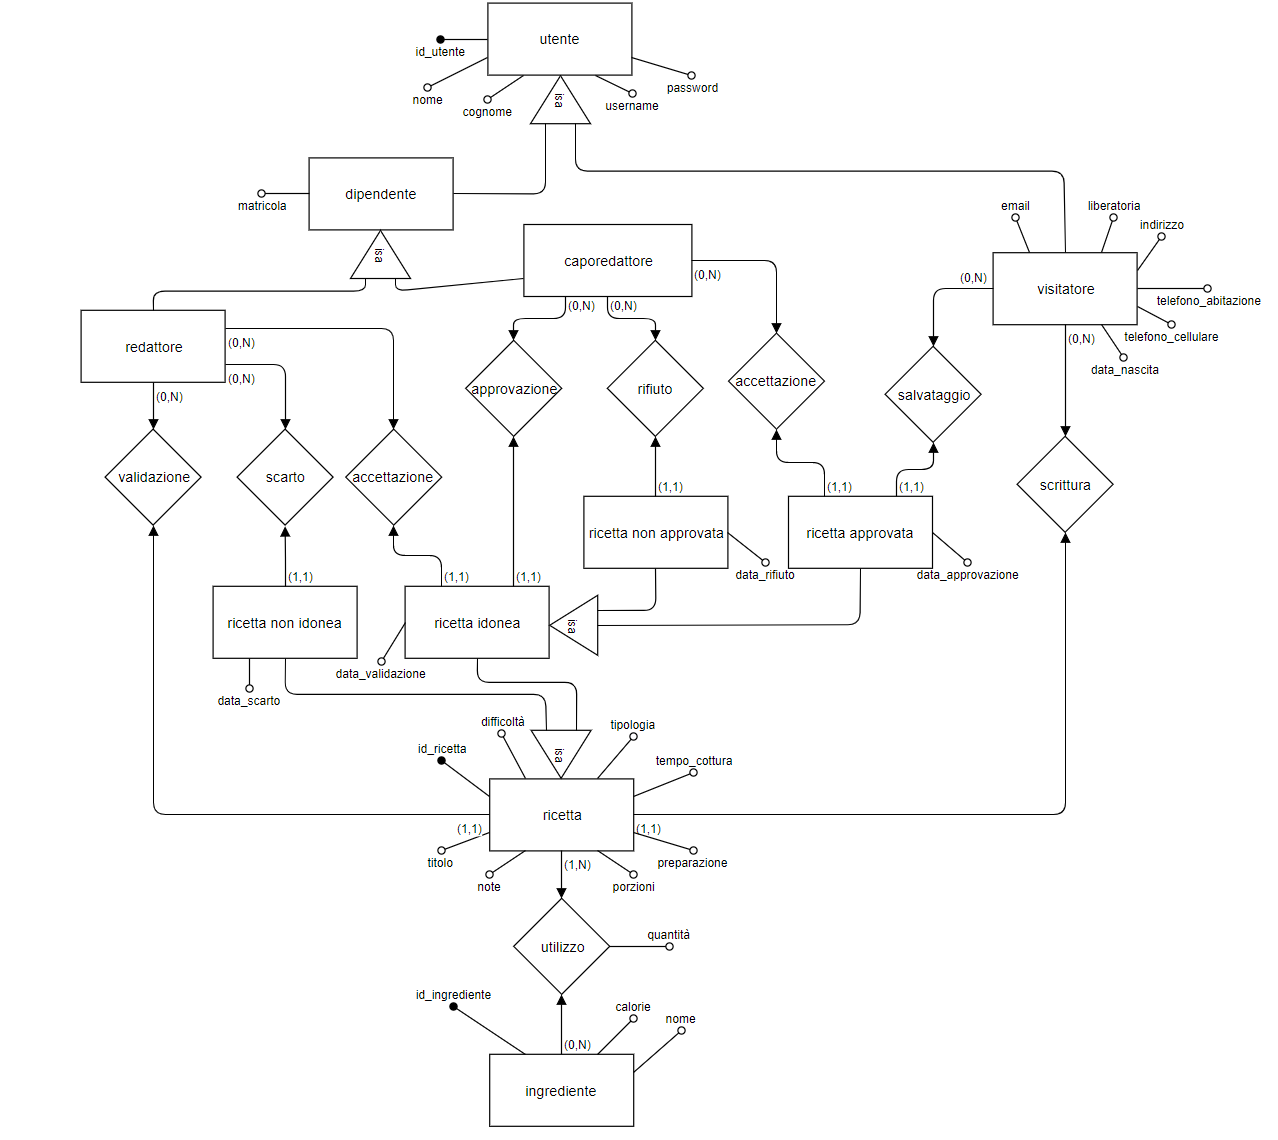 utente
id_utente
nome
cognome
username
password
isa
dipendente
matricola
isa
caporedattore
(0,N)
(0,N)
(0,N)
email
liberatoria
indirizzo
visitatore
(0,N)
telefono_abitazione
telefono_cellulare
data_nascita
(0,N)
redattore
(0,N)
(0,N)
(0,N)
approvazione
rifiuto
accettazione
salvataggio
validazione
scarto
accettazione
scrittura
(1,1)
(1,1)
(1,1)
ricetta non approvata
ricetta approvata
data_rifiuto
data_approvazione
(1,1)
(1,1)
(1,1)
ricetta non idonea
ricetta idonea
isa
data_scarto
data_validazione
difficoltà
tipologia
id_ricetta
isa
tempo_cottura
ricetta
(1,1)
(1,1)
titolo
note
(1,N)
porzioni
preparazione
utilizzo
quantità
id_ingrediente
calorie
nome
(0,N)
ingrediente